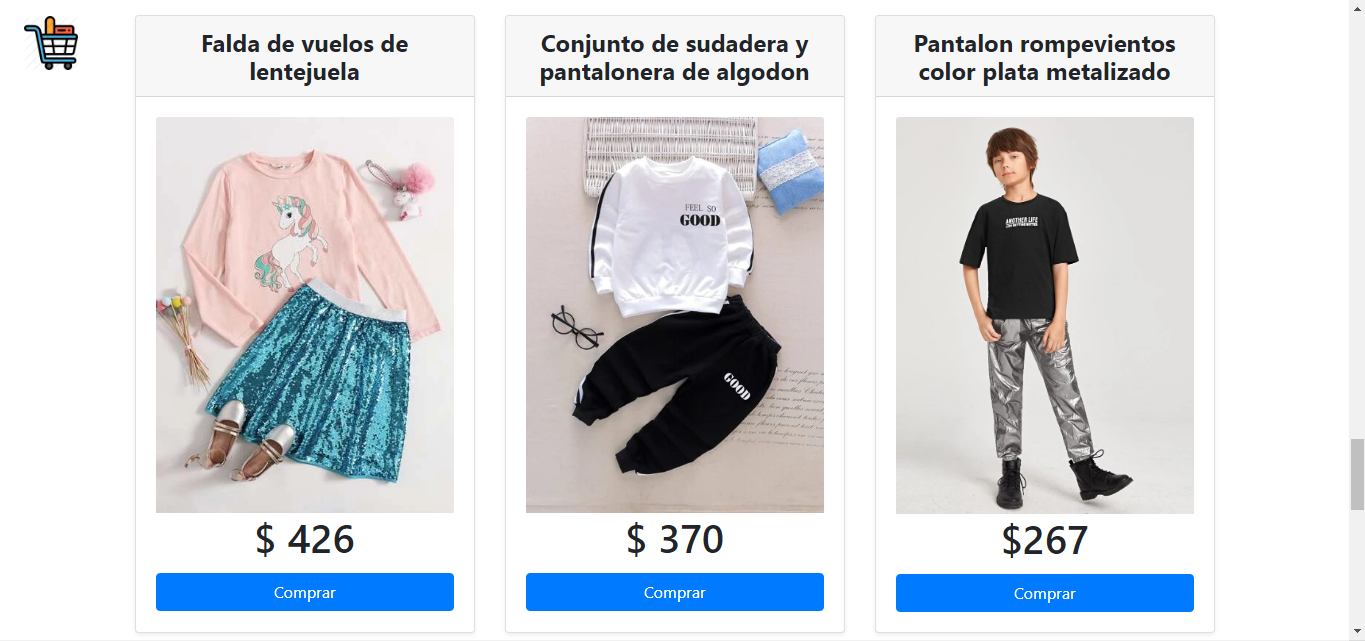 Falda de vuelos de
lentejuela
$ 426
Comprar
Conjunto de sudadera y
pantalonera de algodon
FEEL SO
GOOD
GOOD
$ 370
Comprar
Pantalon rompevientos
color plata metalizado
ANOTHER LIFE
$267
Comprar